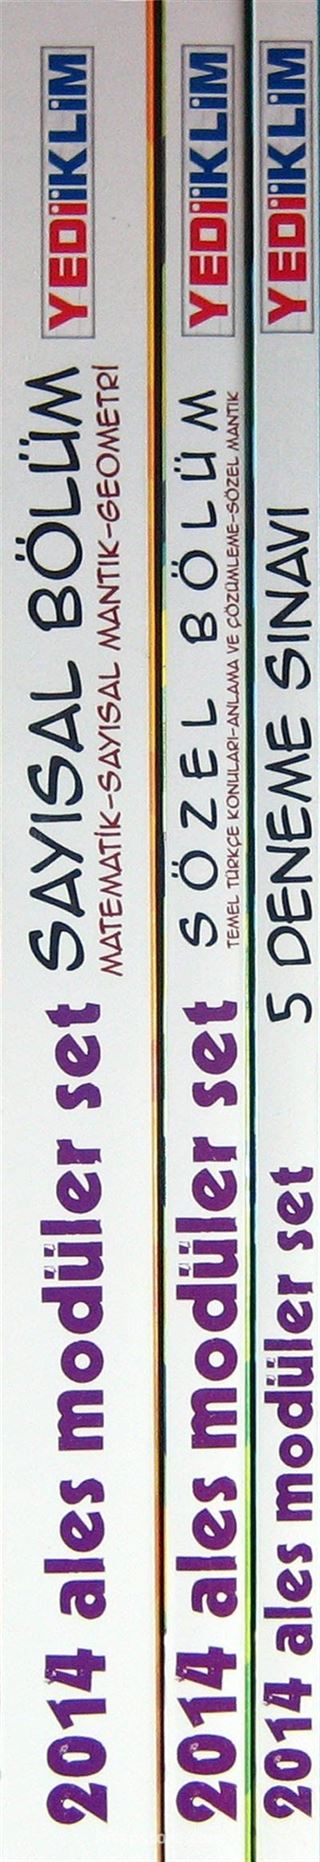 2014 ales modüler set SAYISAL BÖLÜM YEDİİKLİM
MATEMATİK-SAYISAL MANTIK-GEOMETRİ
2014 ales modüler set SÖZEL BÖLÜM YEDİİKLİM
TEMEL TÜRKÇE KONULARI-ANLAMA VE ÇÖZÜMLEME-SÖZEL MANTIK
2014 ales modüler set 5 DENEME SINAVI YEDİİKLİM